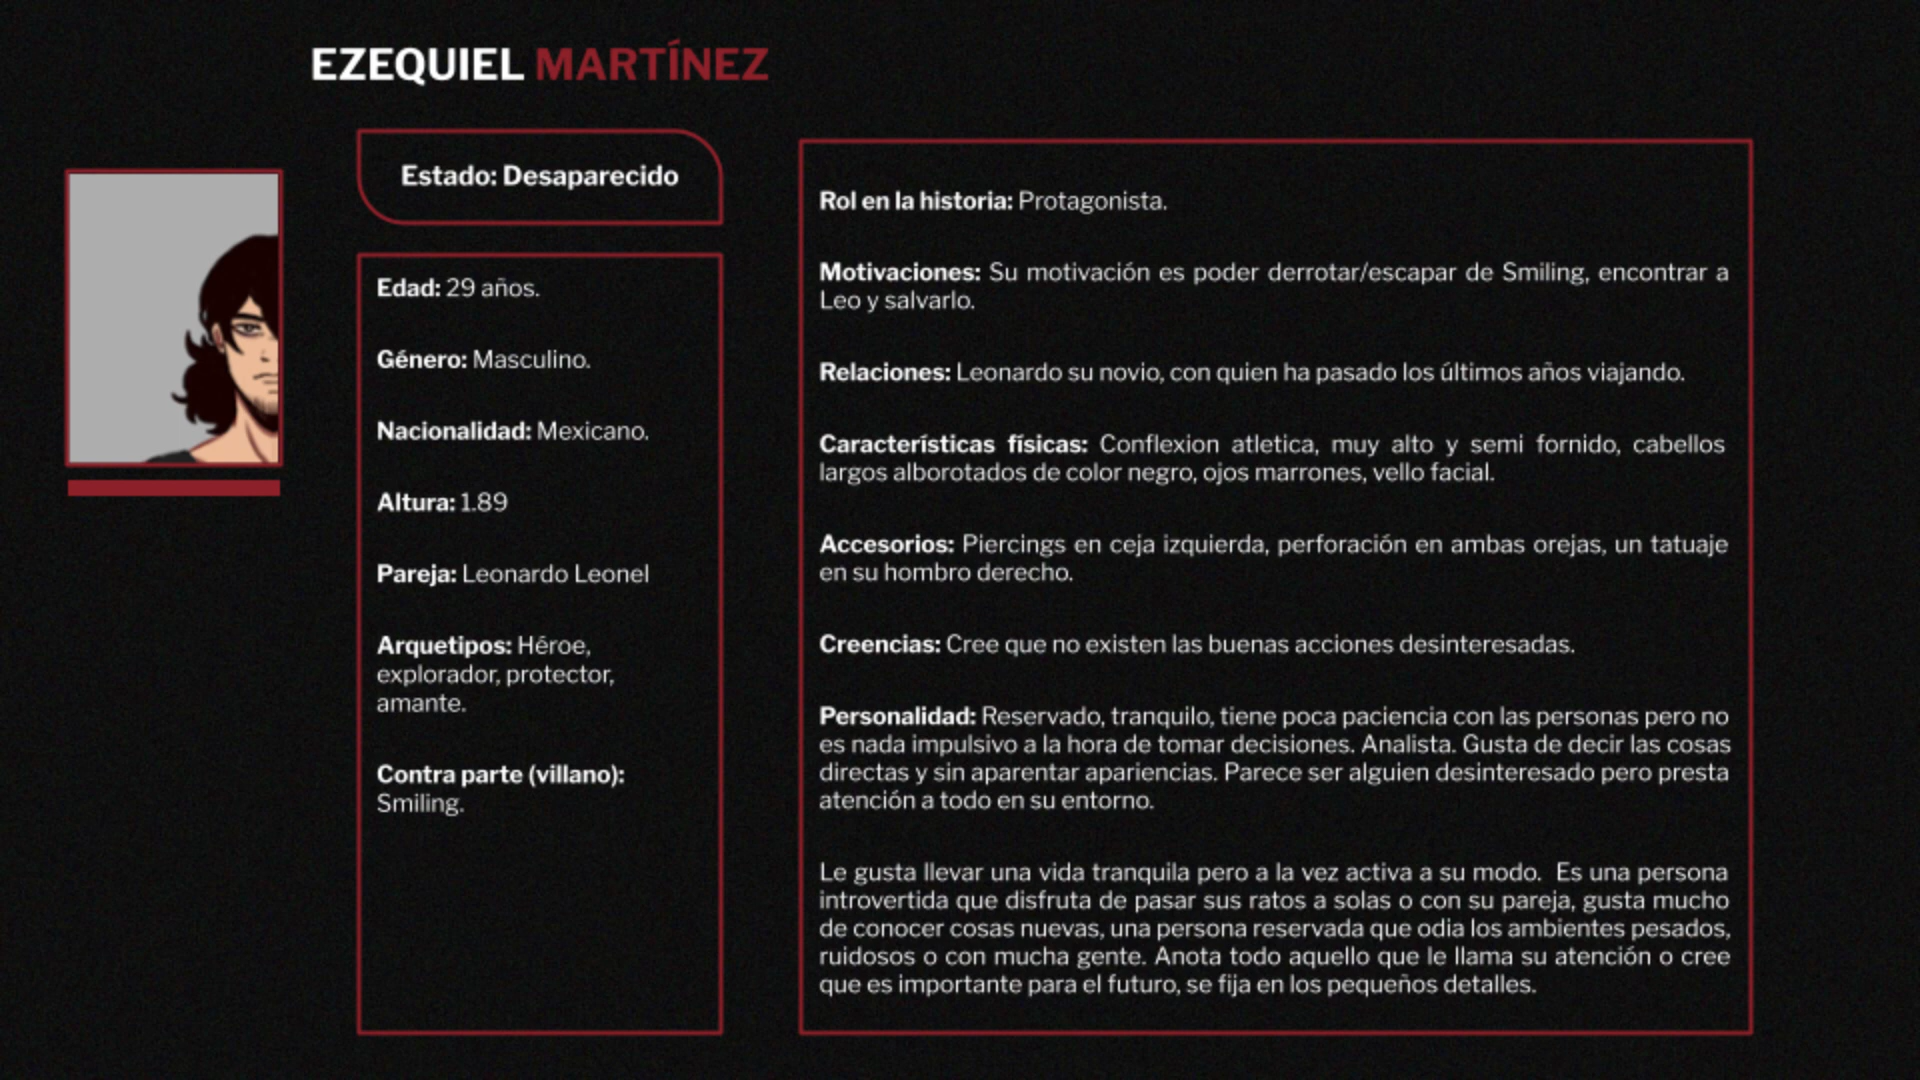 EZEQUIEL MARTÍNEZ
Estado: Desaparecido
Edad: 29 años.
Género: Masculino.
Nacionalidad: Mexicano.
Altura: 1.89
Pareja: Leonardo Leonel
Arquetipos: Héroe,
explorador, protector,
amante.
Contra parte (villano):
Smiling.
Rol en la historia: Protagonista.
Motivaciones: Su motivación es poder derrotar/escapar de Smiling, encontrar a
Leo y salvarlo.
Relaciones: Leonardo su novio, con quien ha pasado los últimos años viajando.
Características físicas: Conflexion atletica, muy alto y semi fornido, cabellos
largos alborotados de color negro, ojos marrones, vello facial.
Accesorios: Piercings en ceja izquierda, perforación en ambas orejas, un tatuaje
en su hombro derecho.
Creencias: Cree que no existen las buenas acciones desinteresadas.
Personalidad: Reservado, tranquilo, tiene poca paciencia con las personas pero no
es nada impulsivo a la hora de tomar decisiones. Analista. Gusta de decir las cosas
directas y sin aparentar apariencias. Parece ser alguien desinteresado pero presta
atención a todo en su entorno.
Le gusta llevar una vida tranquila pero a la vez activa a su modo. Es una persona
introvertida que disfruta de pasar sus ratos a solas o con su pareja, gusta mucho
de conocer cosas nuevas, una persona reservada que odia los ambientes pesados,
ruidosos o con mucha gente. Anota todo aquello que le llama su atención o cree
que es importante para el futuro, se fija en los pequeños detalles.